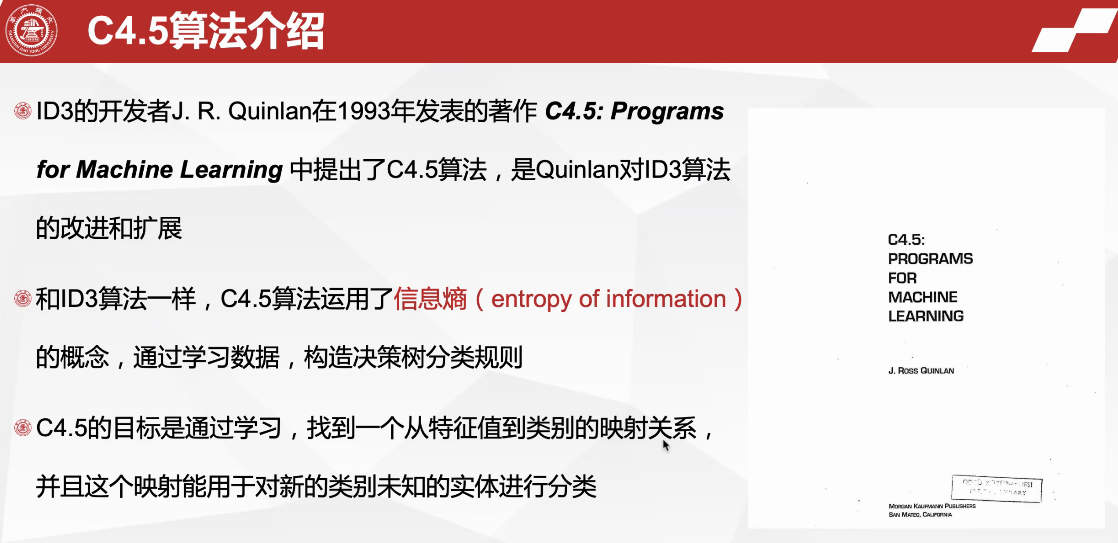 C4.5算法介绍
ID3的开发者J. R. Quinlan在1993年发表的著作 C4.5: Programs
for Machine Learning 中提出了C4.5算法，是Quinlan对ID3算法
的改进和扩展
和ID3算法一样，C4.5算法运用了信息熵（entropy of information）
的概念，通过学习数据，构造决策树分类规则
C4.5的目标是通过学习，找到一个从特征值到类别的映射关系，
并且这个映射能用于对新的类别未知的实体进行分类
C4.5:
PROGRAMS
FOR
MACHINE
LEARNING
J. ROSS QUINLAN
MORGAN KAUFMANN PUBLISHERS
SAN MATEO, CALIFORNIA